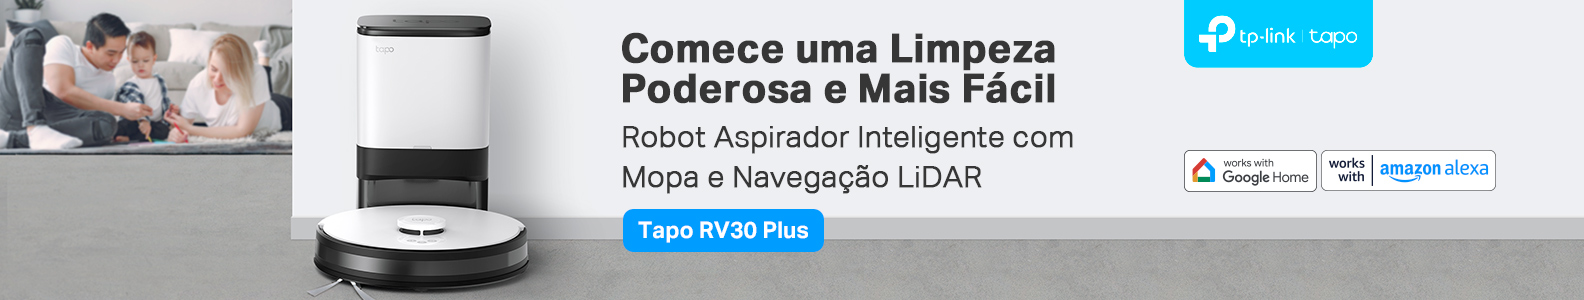 tapo
tapo
Comece uma Limpeza
Poderosa e Mais Fácil
Robot Aspirador Inteligente com
Mopa e Navegação LiDAR
Tapo RV30 Plus
tp-link | tapo
works with
Google Home
works
with
amazon alexa